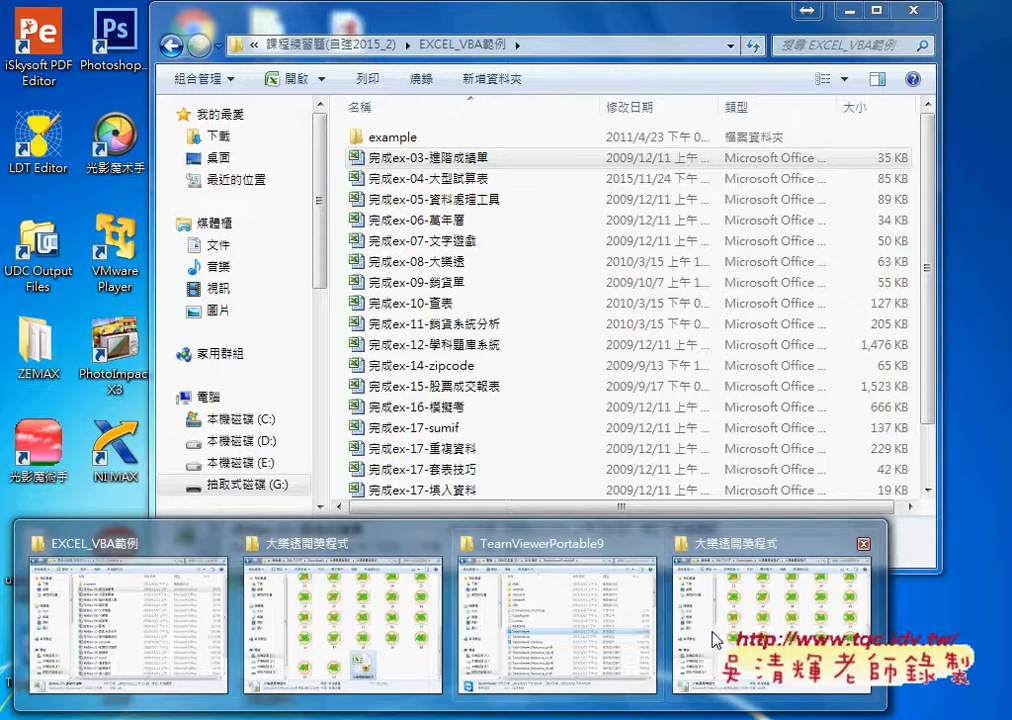 iSkysoft PDF Editor
Photoshop...
LDT Editor
光影魔术手
UDC Output Files
VMware Player
ZEMAX
PhotoImpact X3
光影魔術手
NI MAX
« 課程練習題(自強2015_2) ▸ EXCEL_VBA範例 ▸
搜尋 EXCEL_VBA範例
組合管理 ▼ 開啟 ▼ 列印 燒錄 新增資料夾
我的最愛
下載
桌面
最近的位置
媒體櫃
文件
音樂
視訊
圖片
家用群組
電腦
本機磁碟 (C:)
本機磁碟 (D:)
本機磁碟 (E:)
抽取式磁碟 (G:)
名稱 修改日期 類型 大小
example 2011/4/23 下午 0... 檔案資料夾
完成ex-03-進階成績單 2009/12/11 上午 ... Microsoft Office ... 35 KB
完成ex-04-大型試算表 2015/11/24 下午 ... Microsoft Office ... 85 KB
完成ex-05-資料處理工具 2009/12/11 上午 ... Microsoft Office ... 89 KB
完成ex-06-萬年曆 2009/12/11 上午 ... Microsoft Office ... 34 KB
完成ex-07-文字遊戲 2009/12/11 上午 ... Microsoft Office ... 50 KB
完成ex-08-大樂透 2009/12/11 上午 ... Microsoft Office ... 63 KB
完成ex-09-銷貨單 2009/10/7 上午 1... Microsoft Office ... 55 KB
完成ex-10-查表 2010/3/15 下午 0... Microsoft Office ... 127 KB
完成ex-11-銷貨系統分析 2010/3/15 下午 0... Microsoft Office ... 205 KB
完成ex-12-學科題庫系統 2009/12/11 上午 ... Microsoft Office ... 1,476 KB
完成ex-14-zipcode 2009/9/13 下午 1... Microsoft Office ... 65 KB
完成ex-15-股票成交報表 2009/9/17 下午 0... Microsoft Office ... 1,523 KB
完成ex-16-模擬考 2009/12/11 上午 ... Microsoft Office ... 666 KB
完成ex-17-sumif 2009/12/11 上午 ... Microsoft Office ... 137 KB
完成ex-17-重複資料 2009/12/11 上午 ... Microsoft Office ... 229 KB
完成ex-17-套表技巧 2009/12/11 上午 ... Microsoft Office ... 42 KB
完成ex-17-填入資料 2009/12/11 上午 ... Microsoft Office ... 19 KB
EXCEL_VBA範例
大樂透開獎程式
TeamViewerPortable9
大樂透開獎程式
http://www.tqc.idv.tw/
吳清輝老師錄製